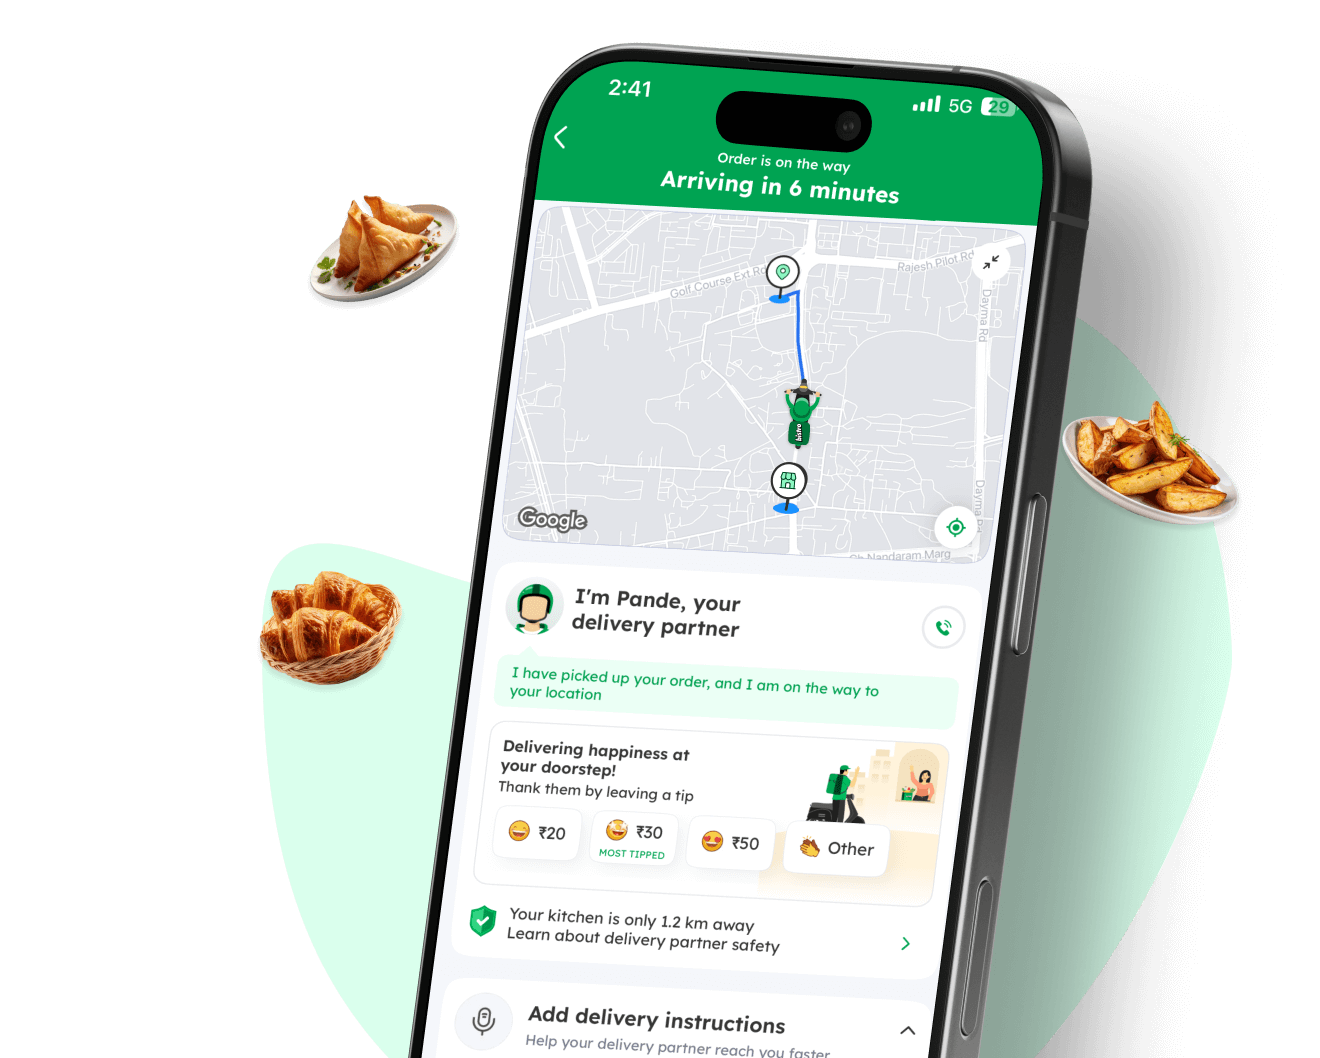 2:41
5G 29
Order is on the way
Arriving in 6 minutes
Golf Course Ext Rd
Rajesh Pilot Rd
Dayma Rd
bistro
Dayma Rd
Google
Ch Nandaram Marg
I'm Pande, your
delivery partner
I have picked up your order, and I am on the way to
your location
Delivering happiness at
your doorstep!
Thank them by leaving a tip
₹20
₹30
MOST TIPPED
₹50
Other
Your kitchen is only 1.2 km away
Learn about delivery partner safety
Add delivery instructions
Help your delivery partner reach you faster